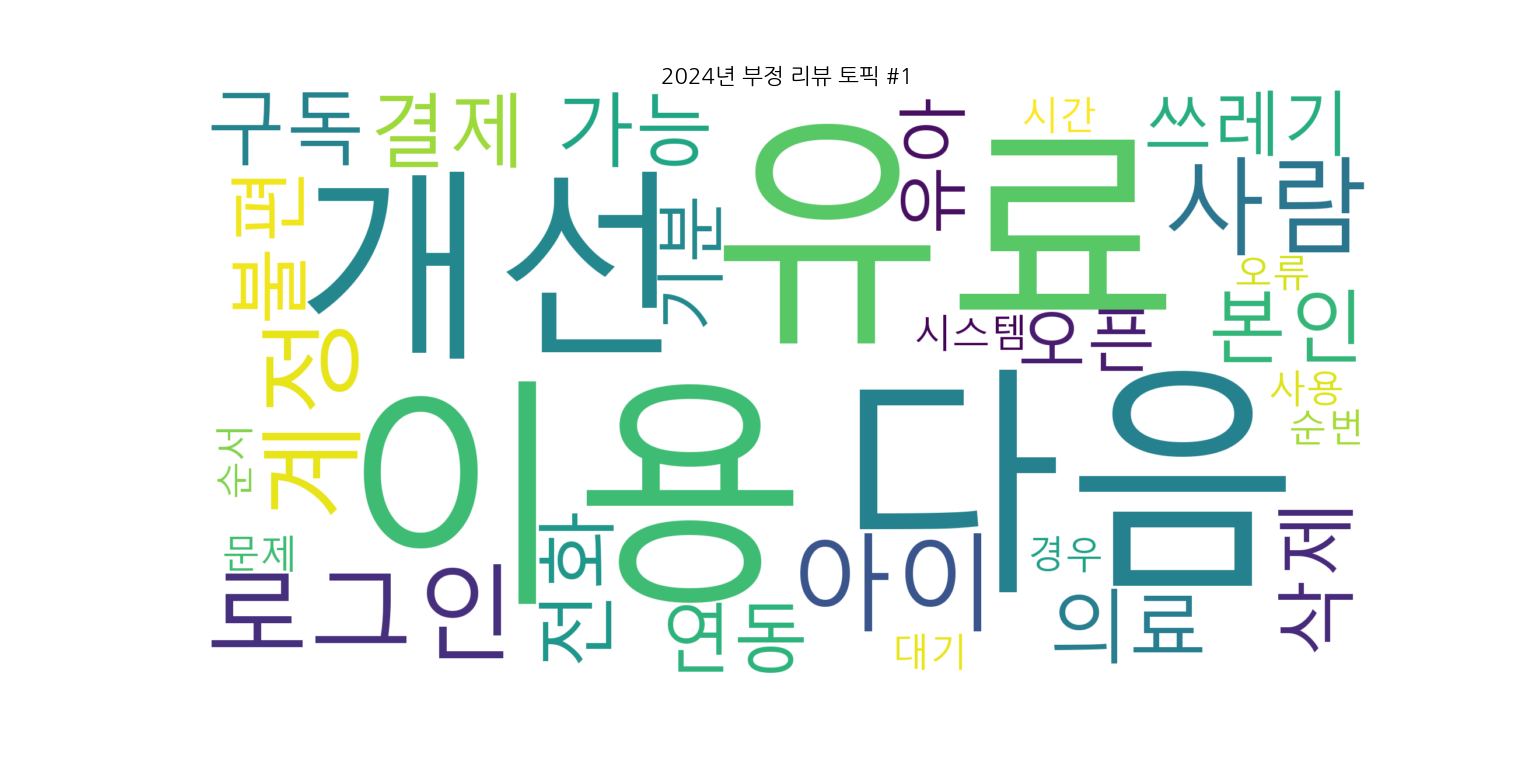 2024년 부정 리뷰 토픽 #1
구독
결제
가능
유아
시간
쓰레기
불편
개선
기분
유료
사람
오류
시스템
오픈
본인
계정
이용
다음
사용
순번
순서
문제
로그인
전화
연동
아이
대기
경우
의료
삭제